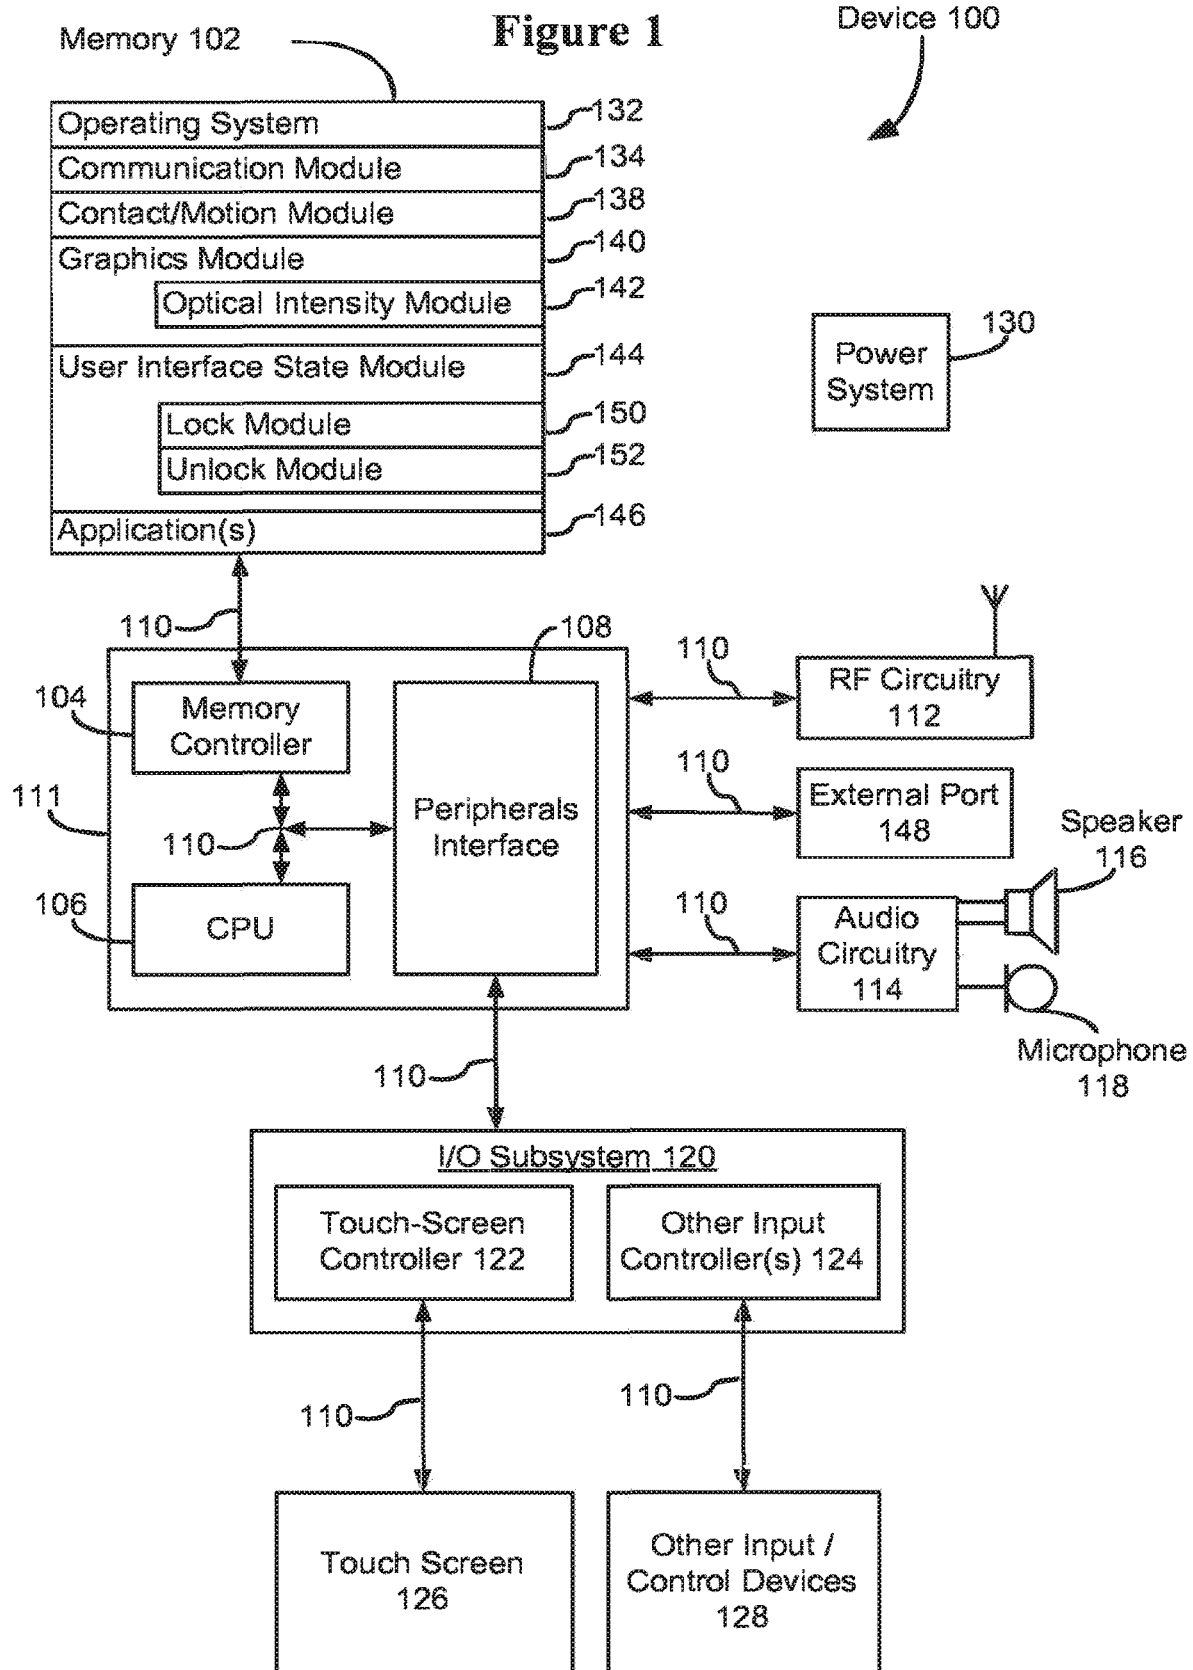 Figure 1
Device 100
Memory 102
Operating System
132
Communication Module
134
Contact/Motion Module
138
Graphics Module
140
Optical Intensity Module
142
User Interface State Module
144
Lock Module
150
Unlock Module
152
Application(s)
146
Power
System
130
110
108
104
Memory
Controller
111
110
106
CPU
Peripherals
Interface
110
RF Circuitry
112
110
External Port
148
110
Audio
Circuitry
114
Speaker
116
Microphone
118
110
I/O Subsystem 120
Touch-Screen
Controller 122
Other Input
Controller(s) 124
110
110
Touch Screen
126
Other Input /
Control Devices
128